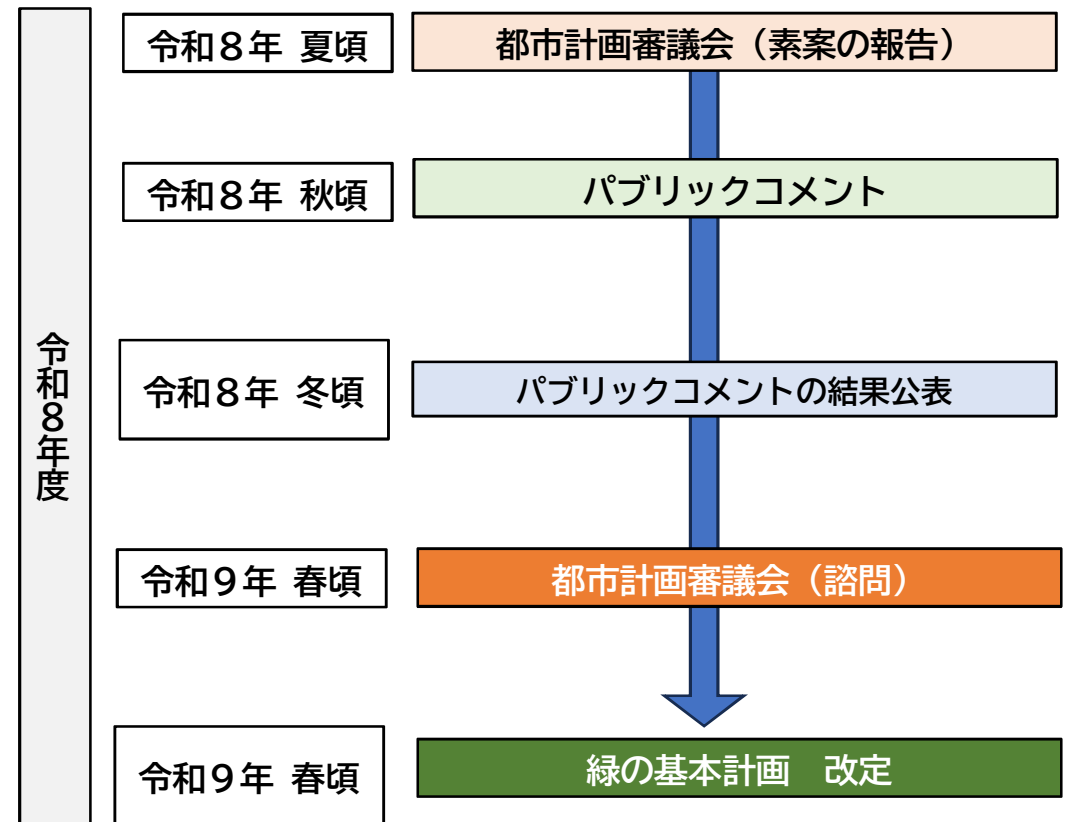 令和８年度
令和８年 夏頃
都市計画審議会（素案の報告）
令和８年 秋頃
パブリックコメント
令和８年 冬頃
パブリックコメントの結果公表
令和９年 春頃
都市計画審議会（諮問）
令和９年 春頃
緑の基本計画　改定